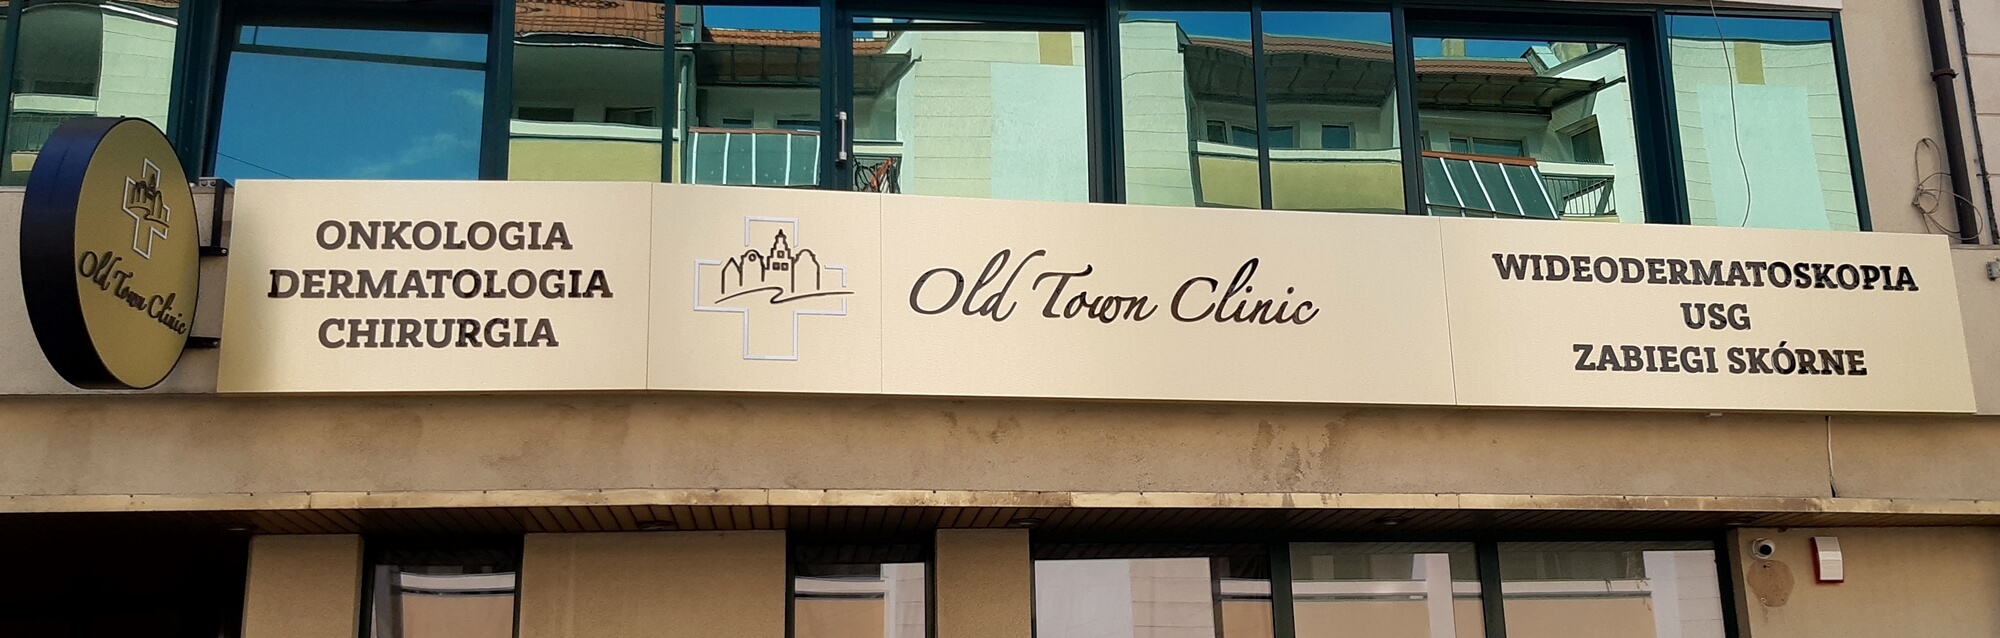 Old Town Clinic
ONKOLOGIA
DERMATOLOGIA
CHIRURGIA
Old Town Clinic
WIDEODERMATOSKOPIA
USG
ZABIEGI SKÓRNE